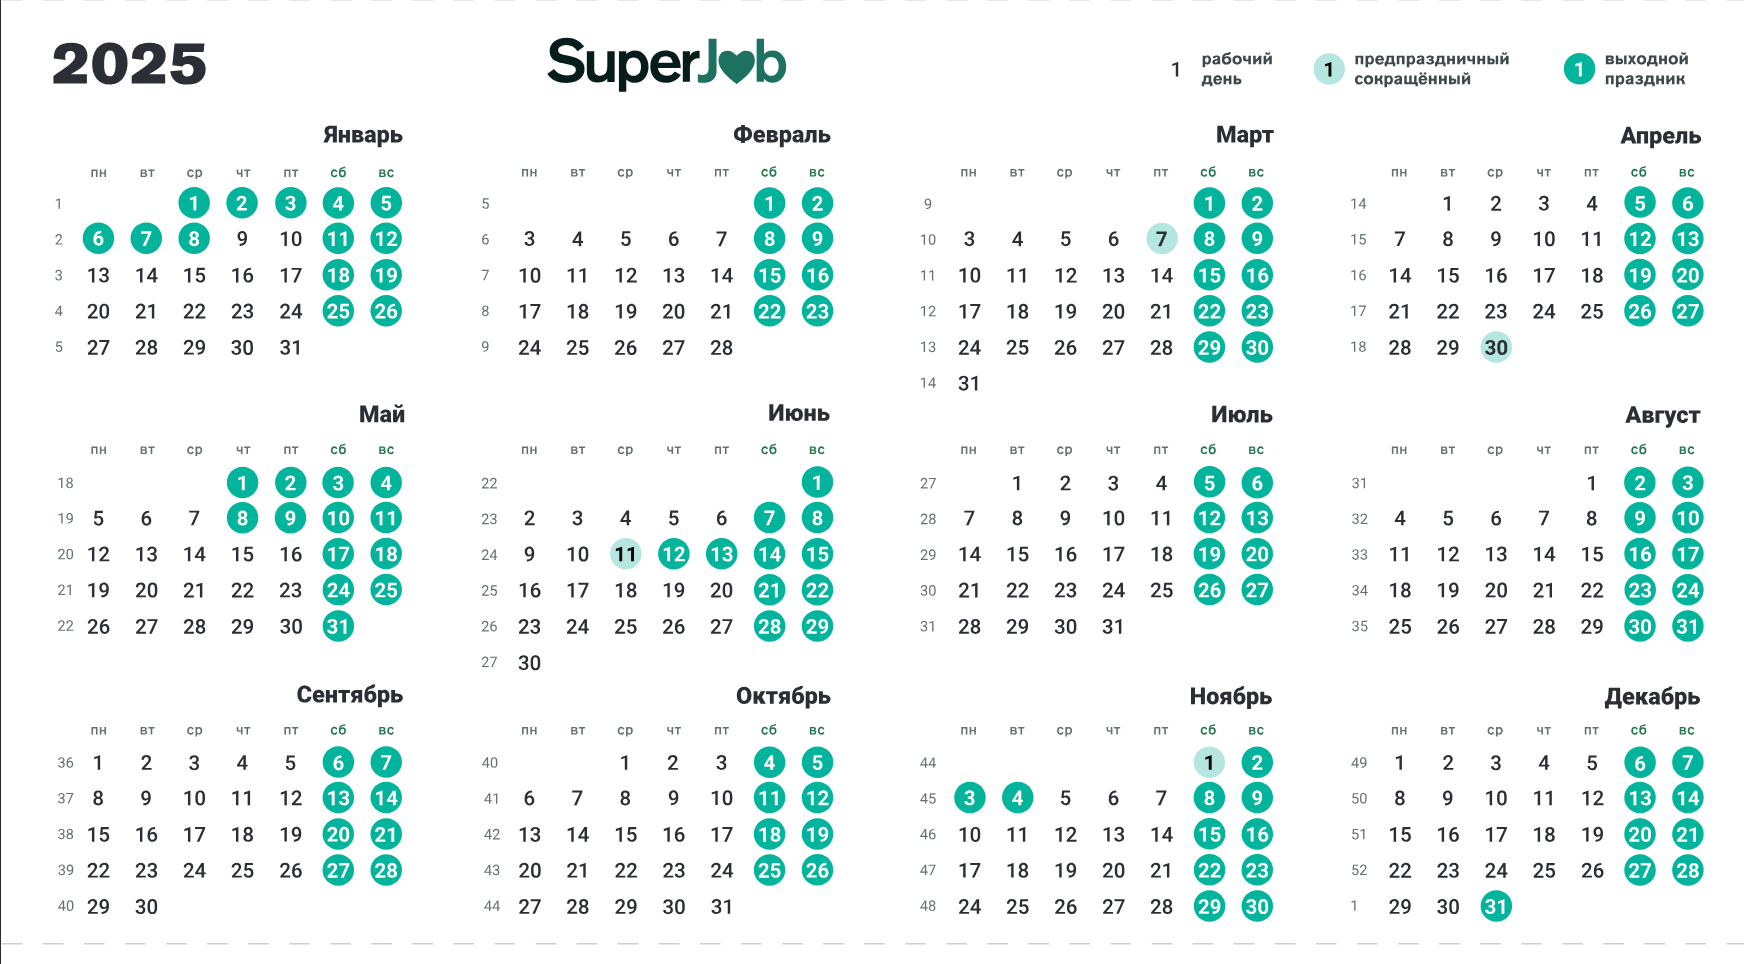 2025
SuperJob
1 рабочий день
1 предпраздничный сокращённый
1 выходной праздник
Январь
пн вт ср чт пт сб вс
1 1 2 3 4 5
2 6 7 8 9 10 11 12
3 13 14 15 16 17 18 19
4 20 21 22 23 24 25 26
5 27 28 29 30 31
Февраль
пн вт ср чт пт сб вс
5 1 2
6 3 4 5 6 7 8 9
7 10 11 12 13 14 15 16
8 17 18 19 20 21 22 23
9 24 25 26 27 28
Март
пн вт ср чт пт сб вс
9 1 2
10 3 4 5 6 7 8 9
11 10 11 12 13 14 15 16
12 17 18 19 20 21 22 23
13 24 25 26 27 28 29 30
14 31
Апрель
пн вт ср чт пт сб вс
14 1 2 3 4 5 6
15 7 8 9 10 11 12 13
16 14 15 16 17 18 19 20
17 21 22 23 24 25 26 27
18 28 29 30
Май
пн вт ср чт пт сб вс
18 1 2 3 4
19 5 6 7 8 9 10 11
20 12 13 14 15 16 17 18
21 19 20 21 22 23 24 25
22 26 27 28 29 30 31
Июнь
пн вт ср чт пт сб вс
22 1
23 2 3 4 5 6 7 8
24 9 10 11 12 13 14 15
25 16 17 18 19 20 21 22
26 23 24 25 26 27 28 29
27 30
Июль
пн вт ср чт пт сб вс
27 1 2 3 4 5 6
28 7 8 9 10 11 12 13
29 14 15 16 17 18 19 20
30 21 22 23 24 25 26 27
31 28 29 30 31
Август
пн вт ср чт пт сб вс
31 1 2 3
32 4 5 6 7 8 9 10
33 11 12 13 14 15 16 17
34 18 19 20 21 22 23 24
35 25 26 27 28 29 30 31
Сентябрь
пн вт ср чт пт сб вс
36 1 2 3 4 5 6 7
37 8 9 10 11 12 13 14
38 15 16 17 18 19 20 21
39 22 23 24 25 26 27 28
40 29 30
Октябрь
пн вт ср чт пт сб вс
40 1 2 3 4 5
41 6 7 8 9 10 11 12
42 13 14 15 16 17 18 19
43 20 21 22 23 24 25 26
44 27 28 29 30 31
Ноябрь
пн вт ср чт пт сб вс
44 1 2
45 3 4 5 6 7 8 9
46 10 11 12 13 14 15 16
47 17 18 19 20 21 22 23
48 24 25 26 27 28 29 30
Декабрь
пн вт ср чт пт сб вс
49 1 2 3 4 5 6 7
50 8 9 10 11 12 13 14
51 15 16 17 18 19 20 21
52 22 23 24 25 26 27 28
1 29 30 31